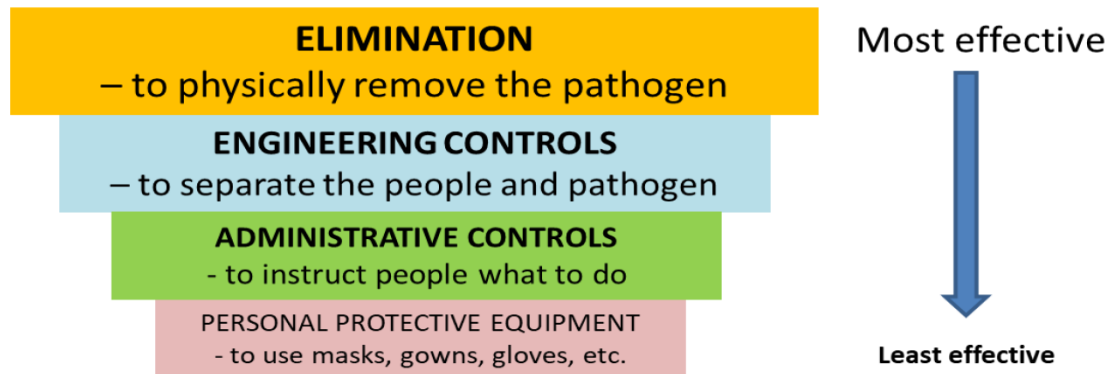 ELIMINATION
– to physically remove the pathogen
ENGINEERING CONTROLS
– to separate the people and pathogen
ADMINISTRATIVE CONTROLS
- to instruct people what to do
PERSONAL PROTECTIVE EQUIPMENT
- to use masks, gowns, gloves, etc.
Most effective
Least effective